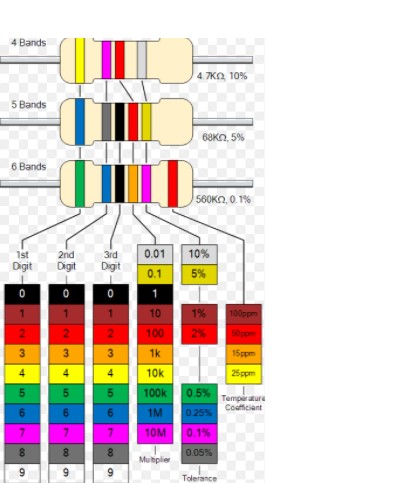 4 Bands
4.7KΩ, 10%
5 Bands
68KΩ, 5%
6 Bands
560KΩ, 0.1%
1st Digit
2nd Digit
3rd Digit
0.01 10%
0.1 5%
0 0 0 1
1 1 1 10 1% 100ppm
2 2 2 100 2% 50ppm
3 3 3 1k 15ppm
4 4 4 10k 25ppm
5 5 5 100k 0.5%
6 6 6 1M 0.25%
7 7 7 10M 0.1%
8 8 8 0.05%
9 9 9
Temperature
Coefficient
Multiplier
Tolerance